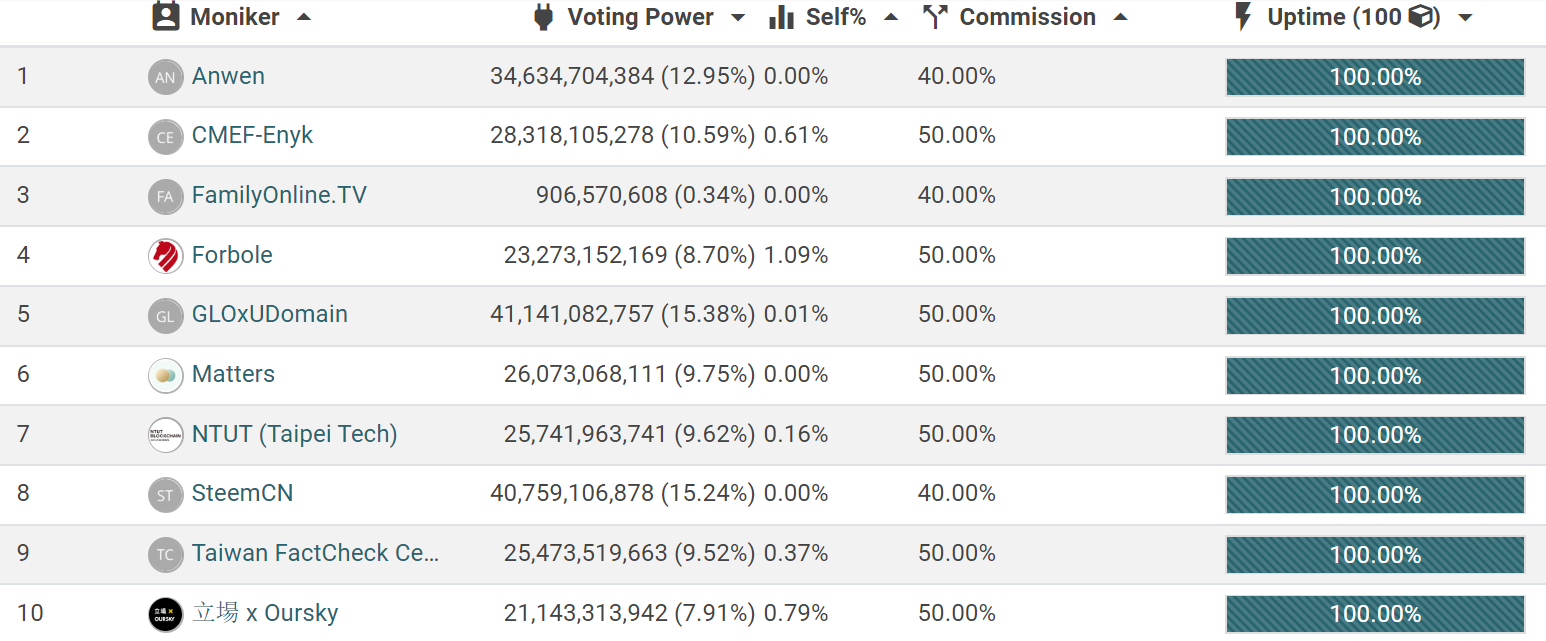 Moniker Voting Power Self% Commission Uptime (100 )
1 AN Anwen 34,634,704,384 (12.95%) 0.00% 40.00% 100.00%
2 CE CMEF-Enyk 28,318,105,278 (10.59%) 0.61% 50.00% 100.00%
3 FA FamilyOnline.TV 906,570,608 (0.34%) 0.00% 40.00% 100.00%
4 Forbole 23,273,152,169 (8.70%) 1.09% 50.00% 100.00%
5 GL GLOxUDomain 41,141,082,757 (15.38%) 0.01% 50.00% 100.00%
6 Matters 26,073,068,111 (9.75%) 0.00% 50.00% 100.00%
7 NTUT BLOCKCHAIN NTUT (Taipei Tech) 25,741,963,741 (9.62%) 0.16% 50.00% 100.00%
8 ST SteemCN 40,759,106,878 (15.24%) 0.00% 40.00% 100.00%
9 TC Taiwan FactCheck Ce... 25,473,519,663 (9.52%) 0.37% 50.00% 100.00%
10 立場 x OURSKY 立場 x Oursky 21,143,313,942 (7.91%) 0.79% 50.00% 100.00%